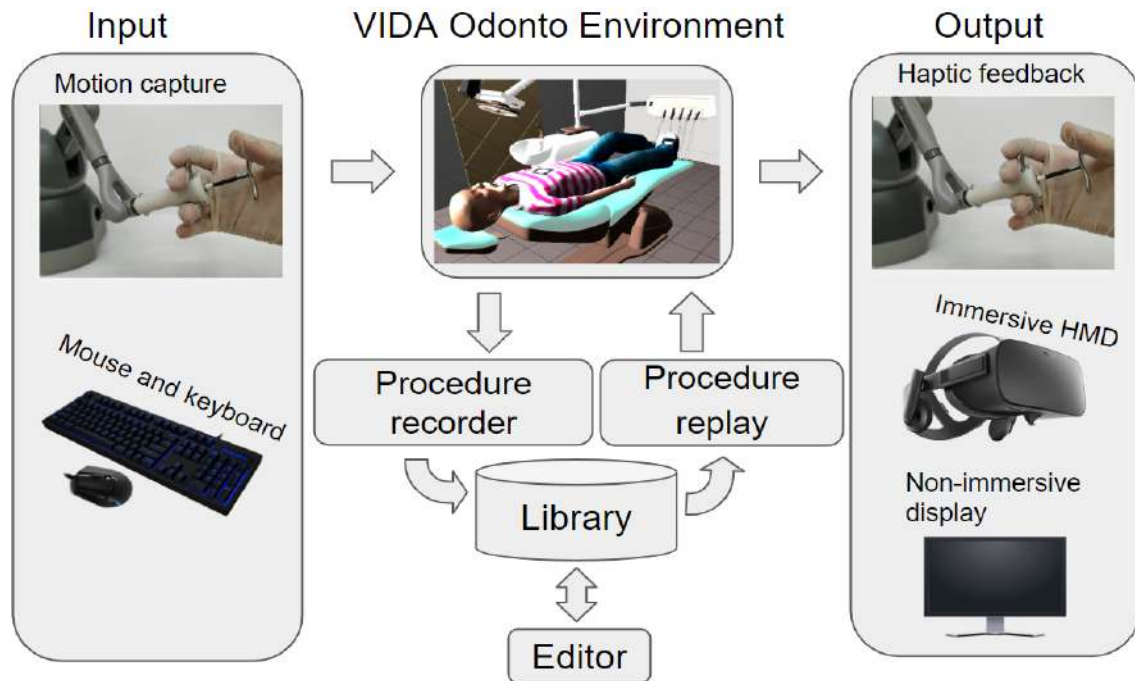 Input
VIDA Odonto Environment
Output
Motion capture
Mouse and keyboard
Procedure
recorder
Procedure
replay
Library
Editor
Haptic feedback
Immersive HMD
Non-immersive
display